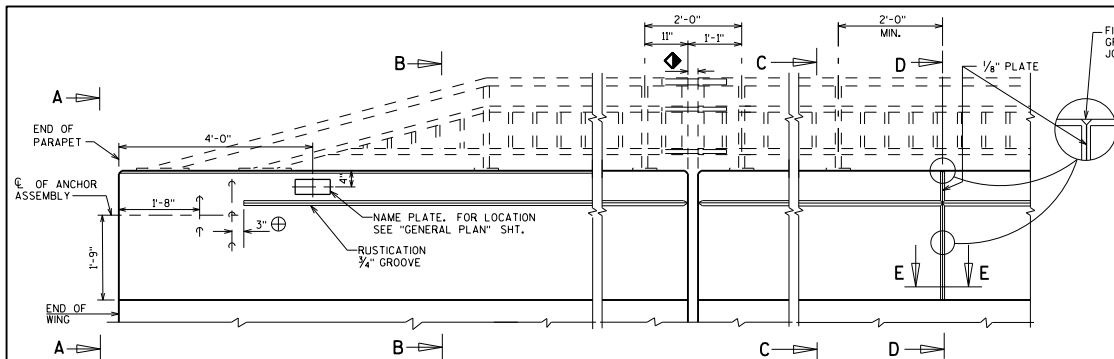 2'-0"
11"
1'-1"
2'-0"
MIN.
A
B
C
D
1/8" PLATE
END OF
PARAPET
4'-0"
4"
℄ OF ANCHOR
ASSEMBLY
1'-8"
3"
NAME PLATE. FOR LOCATION
SEE "GENERAL PLAN" SHT.
RUSTICATION
3/4" GROOVE
1'-9"
E
E
END OF
WING
A
B
C
D